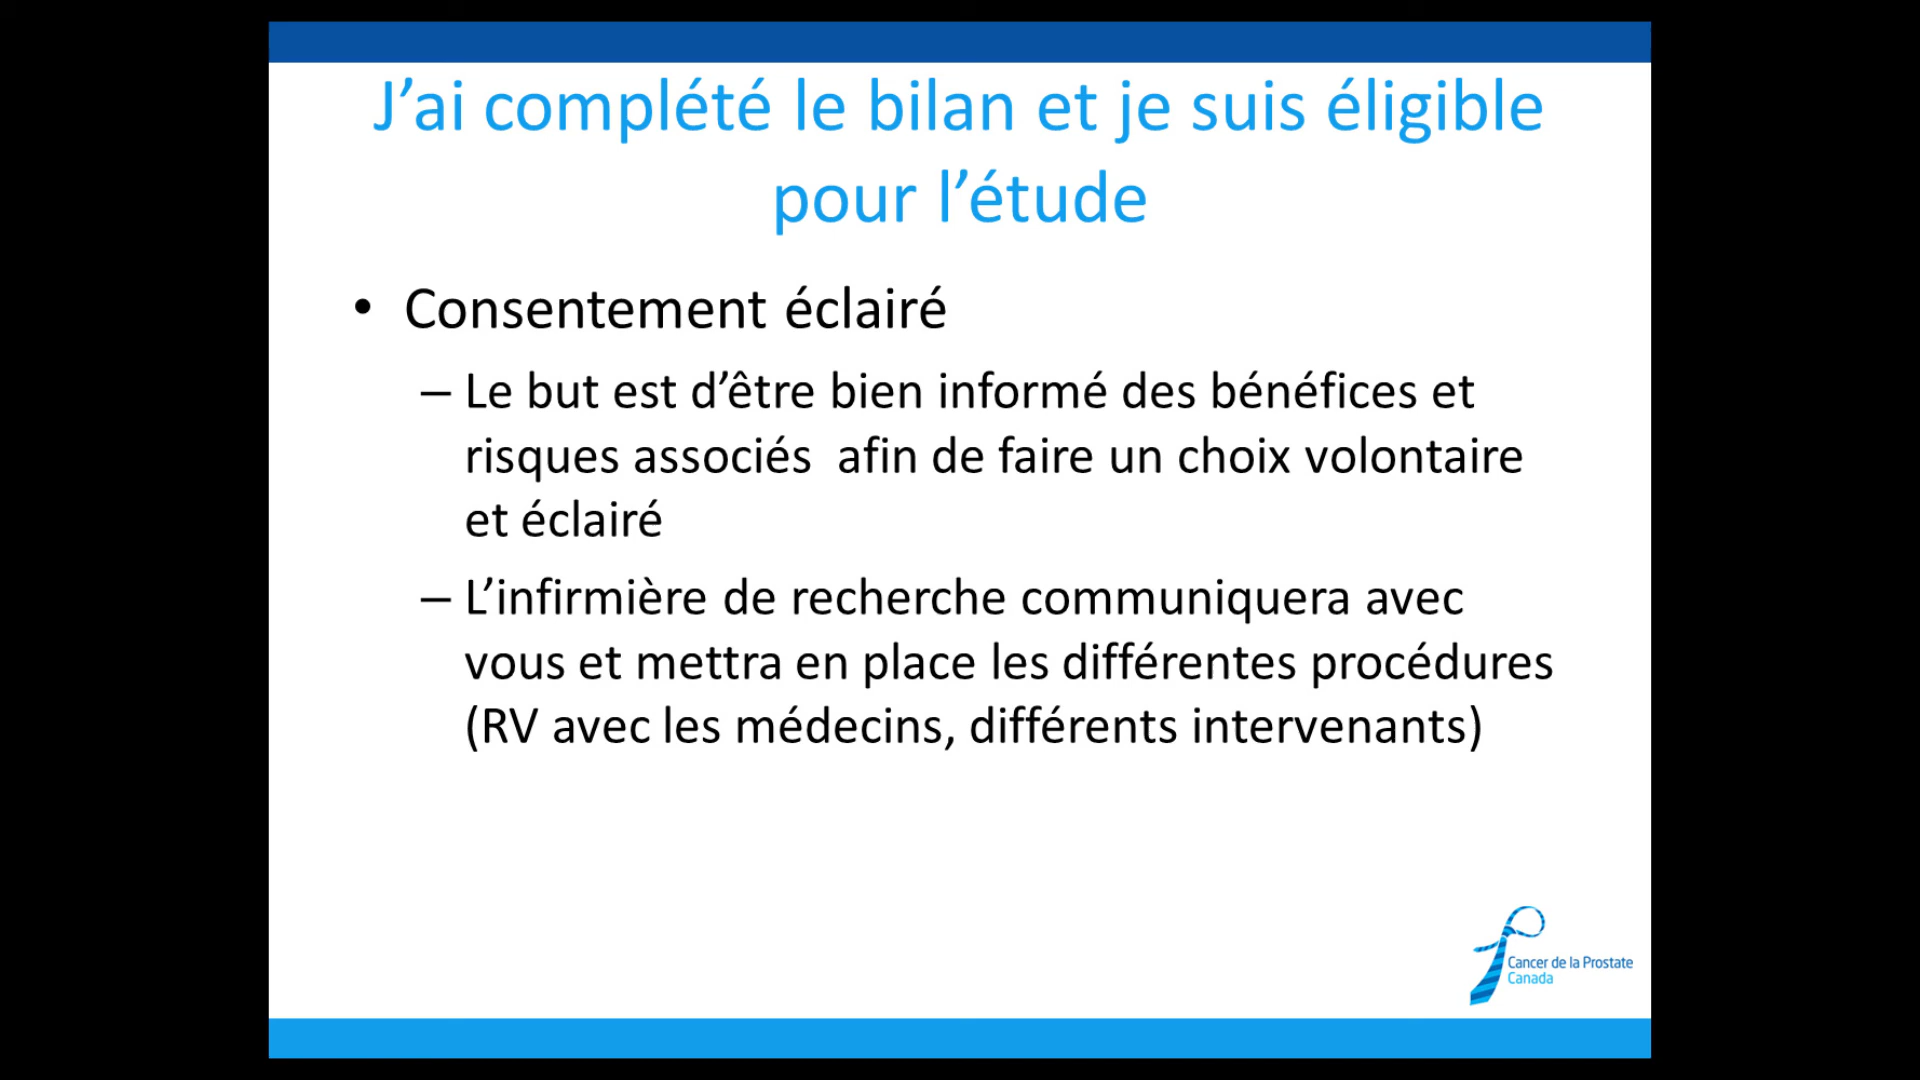 J’ai complété le bilan et je suis éligible
pour l’étude
• Consentement éclairé
– Le but est d’être bien informé des bénéfices et
risques associés  afin de faire un choix volontaire
et éclairé
– L’infirmière de recherche communiquera avec
vous et mettra en place les différentes procédures
(RV avec les médecins, différents intervenants)
Cancer de la Prostate
Canada